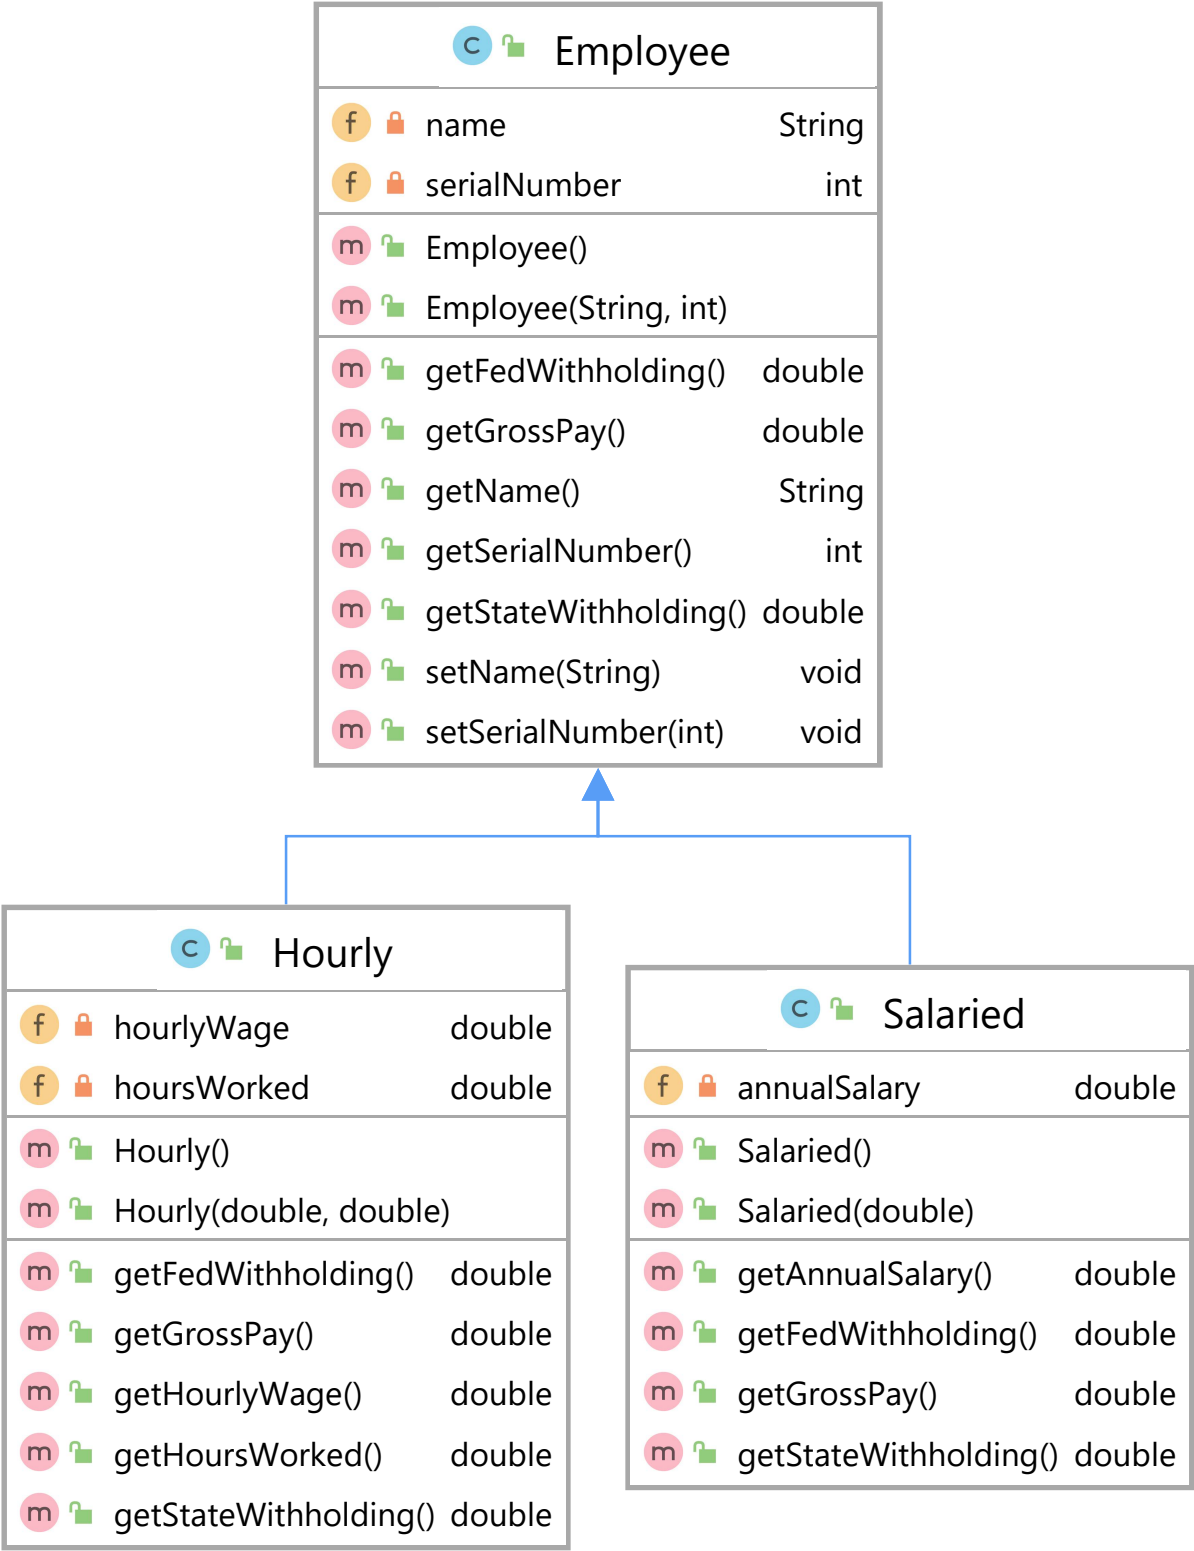 C Employee
f name String
f serialNumber int
m Employee()
m Employee(String, int)
m getFedWithholding() double
m getGrossPay() double
m getName() String
m getSerialNumber() int
m getStateWithholding() double
m setName(String) void
m setSerialNumber(int) void
C Hourly
f hourlyWage double
f hoursWorked double
m Hourly()
m Hourly(double, double)
m getFedWithholding() double
m getGrossPay() double
m getHourlyWage() double
m getHoursWorked() double
m getStateWithholding() double
C Salaried
f annualSalary double
m Salaried()
m Salaried(double)
m getAnnualSalary() double
m getFedWithholding() double
m getGrossPay() double
m getStateWithholding() double